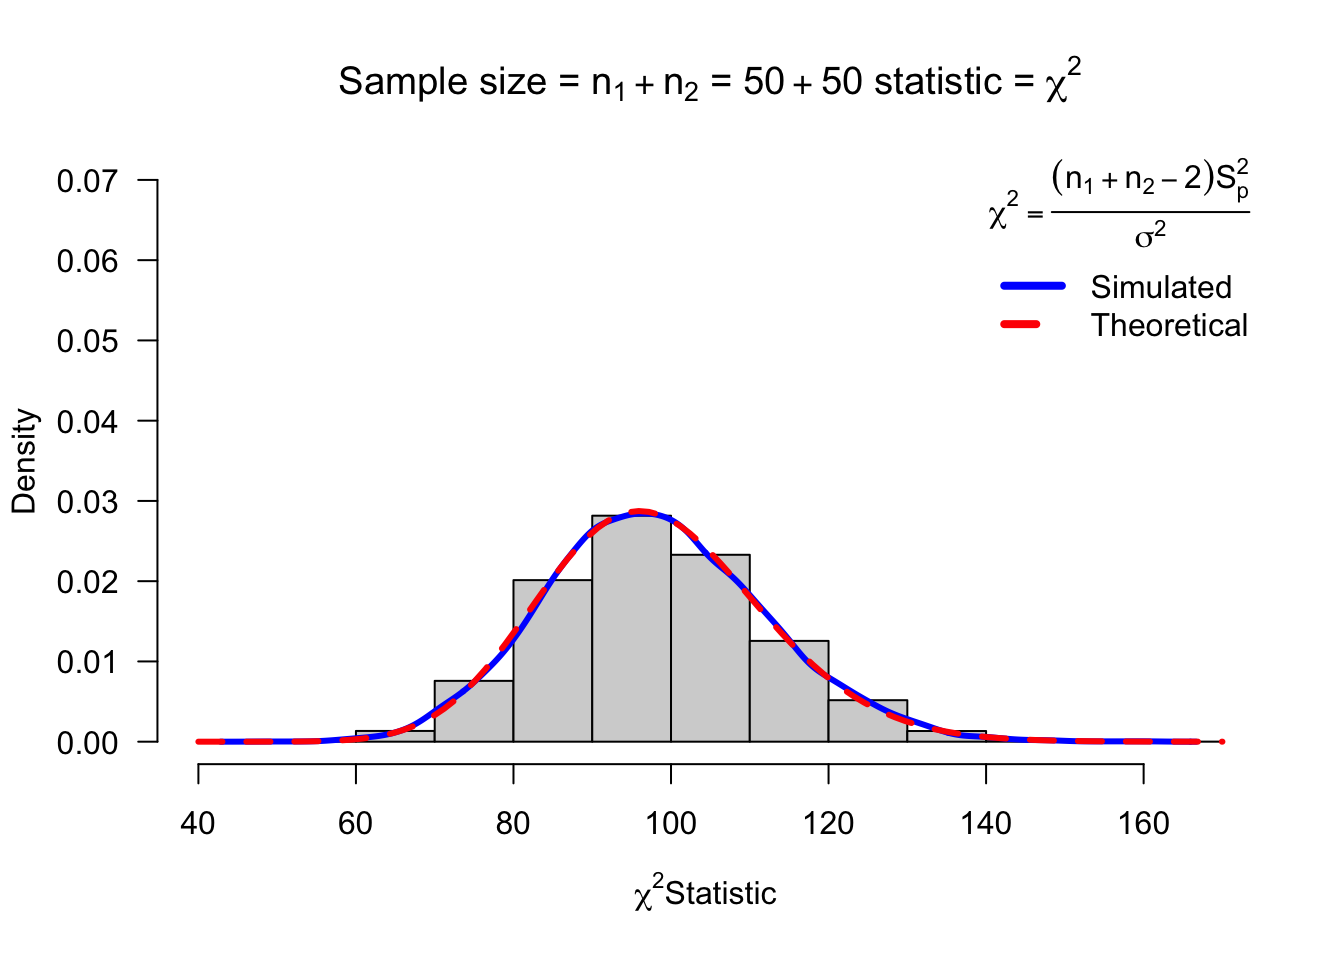 Sample size = n₁ + n₂ = 50 + 50 statistic = χ²
χ² = (n₁ + n₂ − 2)S²ₚ / σ²
Simulated
Theoretical
0.07
0.06
0.05
0.04
0.03
0.02
0.01
0.00
Density
40 60 80 100 120 140 160
χ²Statistic